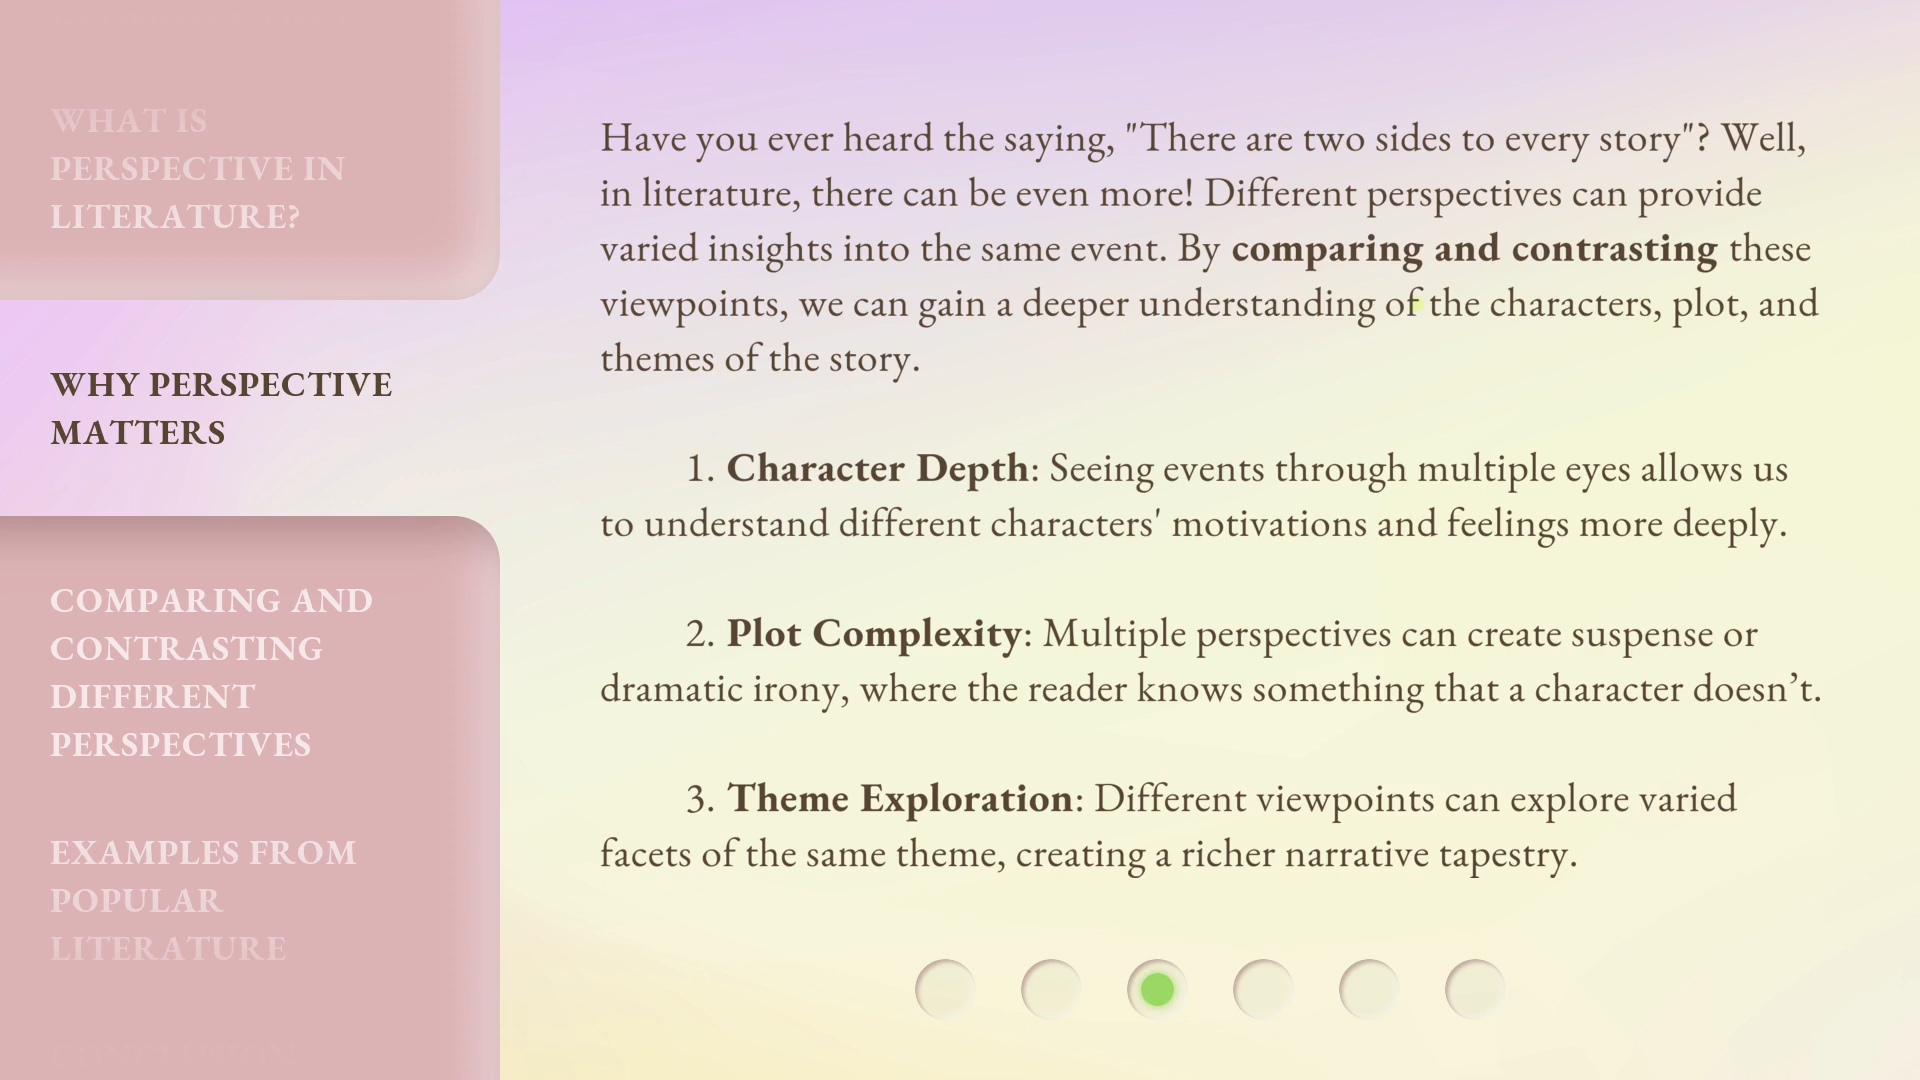 WHAT IS
PERSPECTIVE IN
LITERATURE?
WHY PERSPECTIVE
MATTERS
COMPARING AND
CONTRASTING
DIFFERENT
PERSPECTIVES
EXAMPLES FROM
POPULAR
LITERATURE
CONCLUSION
Have you ever heard the saying, "There are two sides to every story"? Well,
in literature, there can be even more! Different perspectives can provide
varied insights into the same event. By comparing and contrasting these
viewpoints, we can gain a deeper understanding of the characters, plot, and
themes of the story.
1. Character Depth: Seeing events through multiple eyes allows us
to understand different characters' motivations and feelings more deeply.
2. Plot Complexity: Multiple perspectives can create suspense or
dramatic irony, where the reader knows something that a character doesn’t.
3. Theme Exploration: Different viewpoints can explore varied
facets of the same theme, creating a richer narrative tapestry.